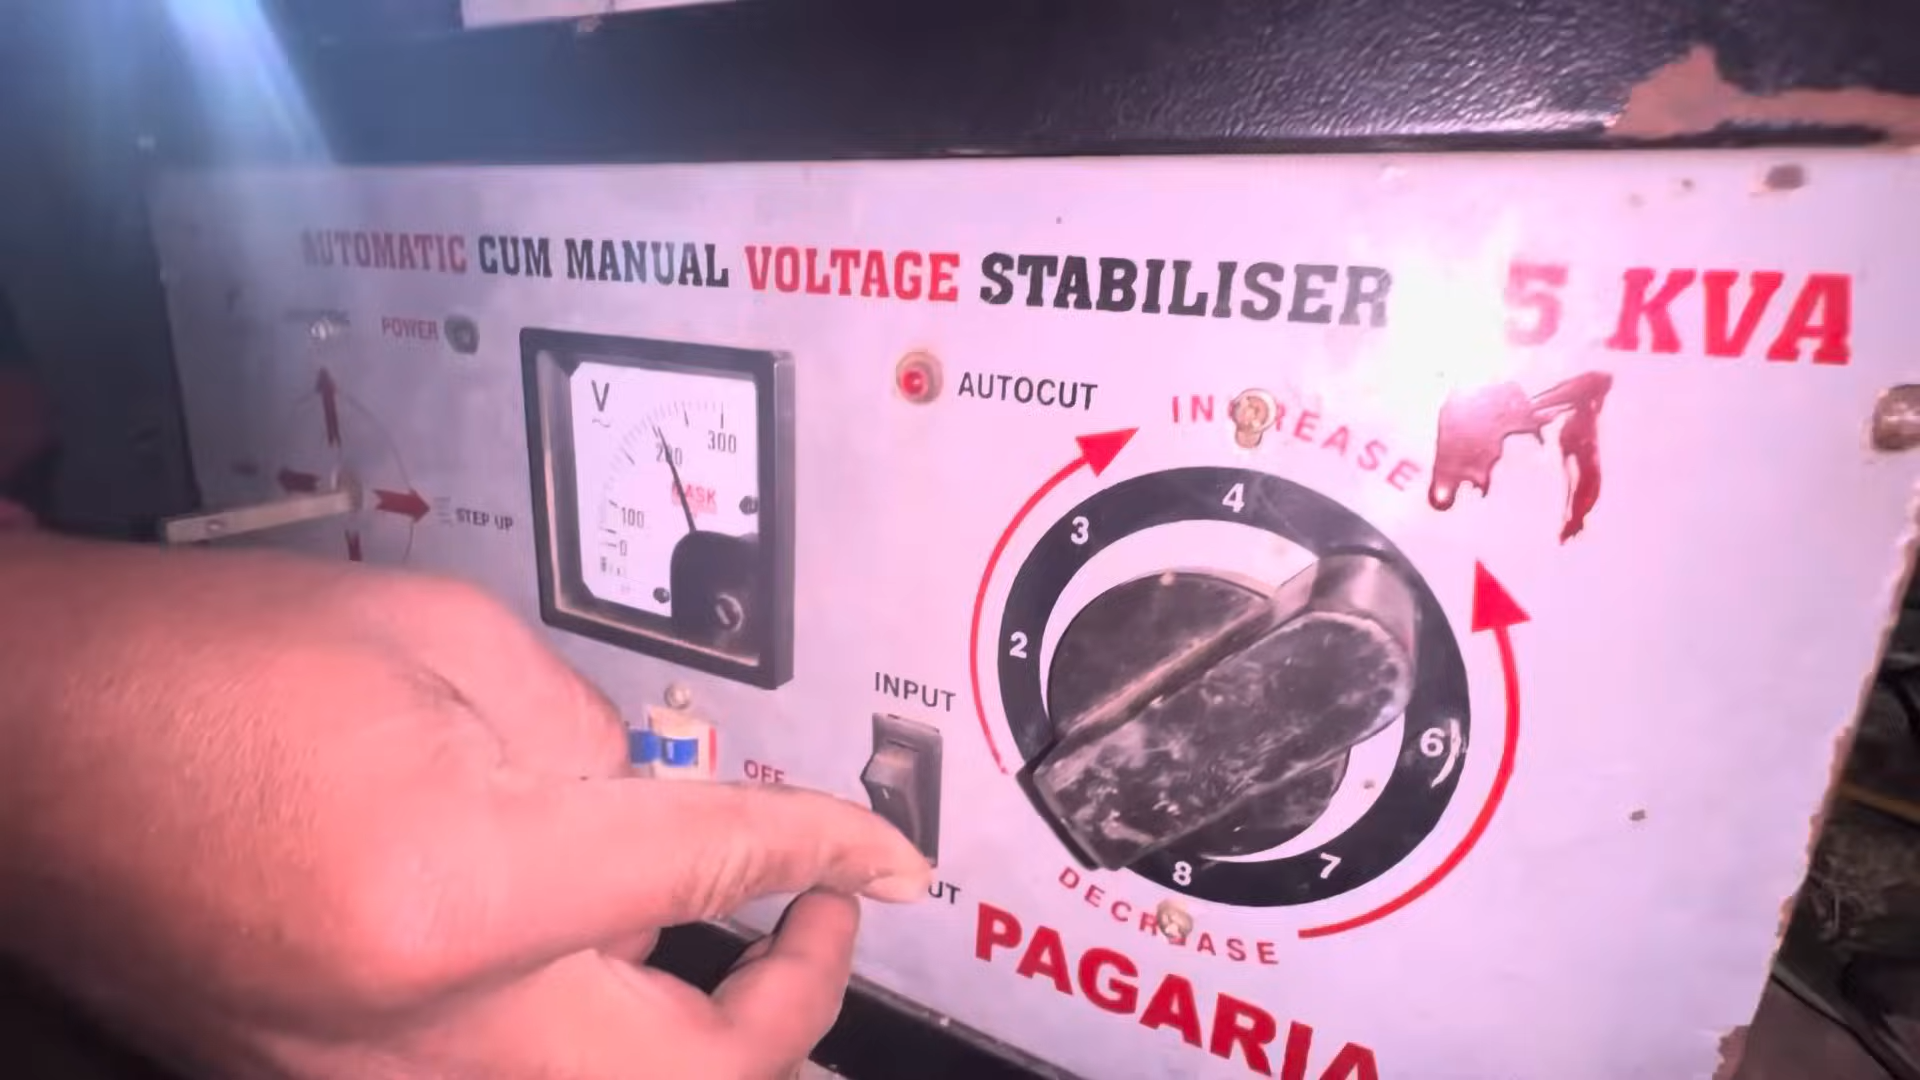 AUTOMATIC CUM MANUAL VOLTAGE STABILISER 5 KVA
POWER
AUTOCUT
INCREASE
V
300
200
100
0
STEP UP
4
3
2
6
7
8
INPUT
OFF
UT
DECREASE
PAGARIA